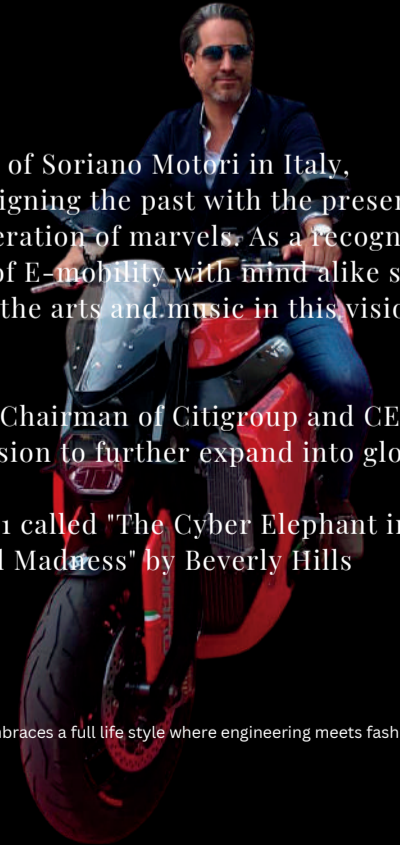 of Soriano Motori in Italy,
igning the past with the presen
eration of marvels. As a recogn
of E-mobility with mind alike s
the arts and music in this visio
Chairman of Citigroup and CE
sion to further expand into glo
1 called "The Cyber Elephant in
l Madness" by Beverly Hills
SORIANO
braces a full life style where engineering meets fash